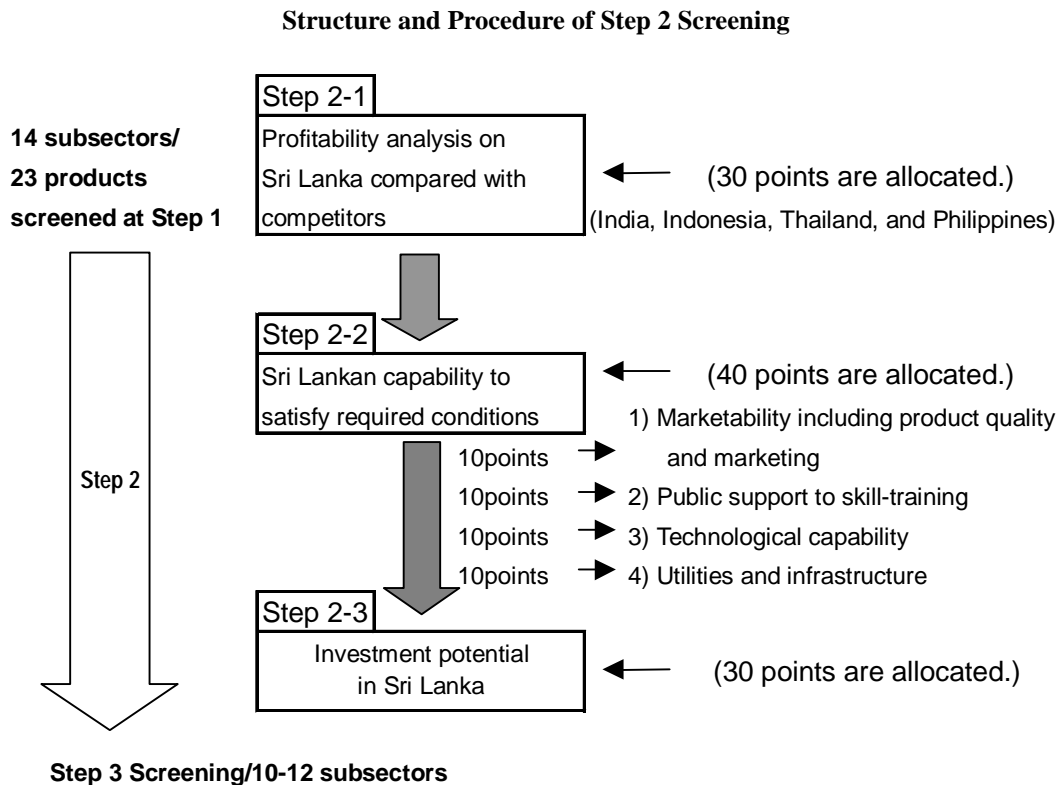 Structure and Procedure of Step 2 Screening
Step 2-1
14 subsectors/
23 products
screened at Step 1
Profitability analysis on
Sri Lanka compared with
competitors
(30 points are allocated.)
(India, Indonesia, Thailand, and Philippines)
Step 2-2
Sri Lankan capability to
satisfy required conditions
(40 points are allocated.)
1) Marketability including product quality
10points
and marketing
10points
2) Public support to skill-training
10points
3) Technological capability
10points
4) Utilities and infrastructure
Step 2
Step 2-3
Investment potential
in Sri Lanka
(30 points are allocated.)
Step 3 Screening/10-12 subsectors